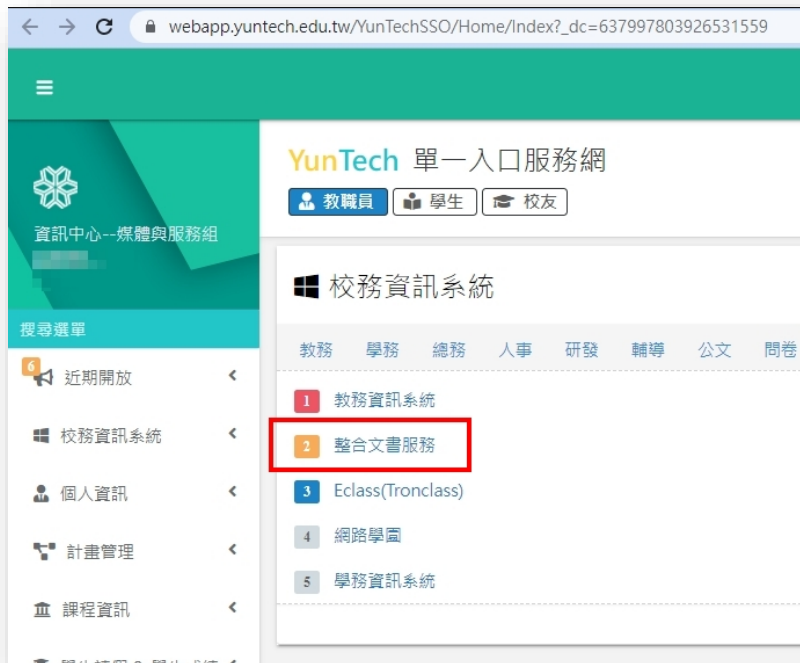 webapp.yuntech.edu.tw/YunTechSSO/Home/Index?_dc=637997803926531559
YunTech 單一入口服務網
教職員 學生 校友
資訊中心--媒體與服務組
搜尋選單
6 近期開放
校務資訊系統
個人資訊
計畫管理
課程資訊
校務資訊系統
教務 學務 總務 人事 研發 輔導 公文 問卷
1 教務資訊系統
2 整合文書服務
3 Eclass(Tronclass)
4 網路學園
5 學務資訊系統